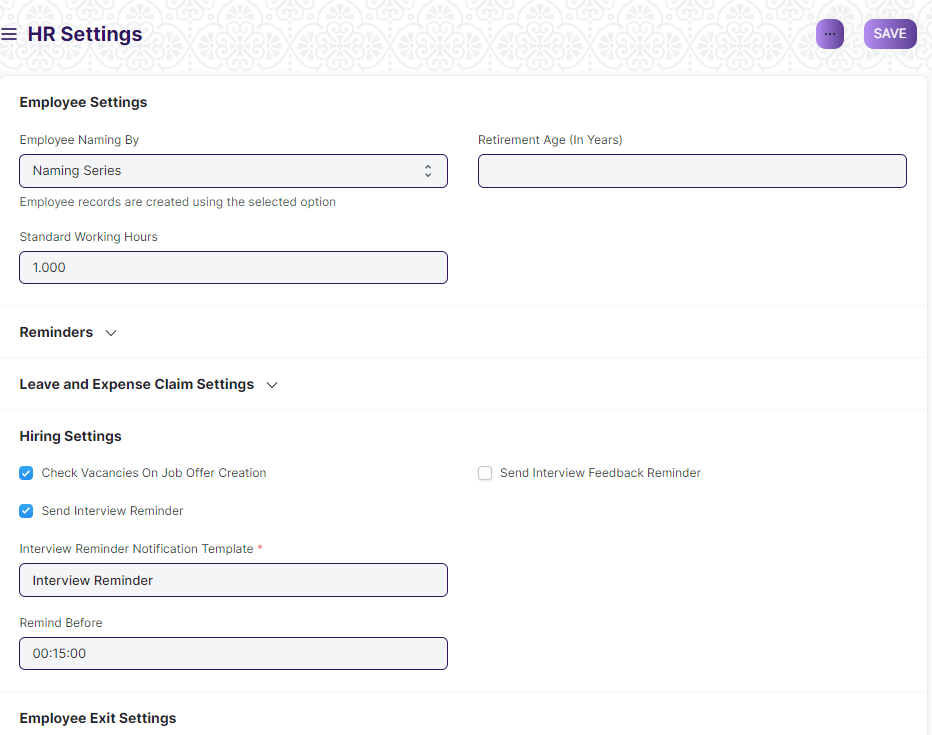 HR Settings
...
SAVE
Employee Settings
Employee Naming By
Retirement Age (In Years)
Naming Series
Employee records are created using the selected option
Standard Working Hours
1.000
Reminders
Leave and Expense Claim Settings
Hiring Settings
Check Vacancies On Job Offer Creation
Send Interview Feedback Reminder
Send Interview Reminder
Interview Reminder Notification Template *
Interview Reminder
Remind Before
00:15:00
Employee Exit Settings